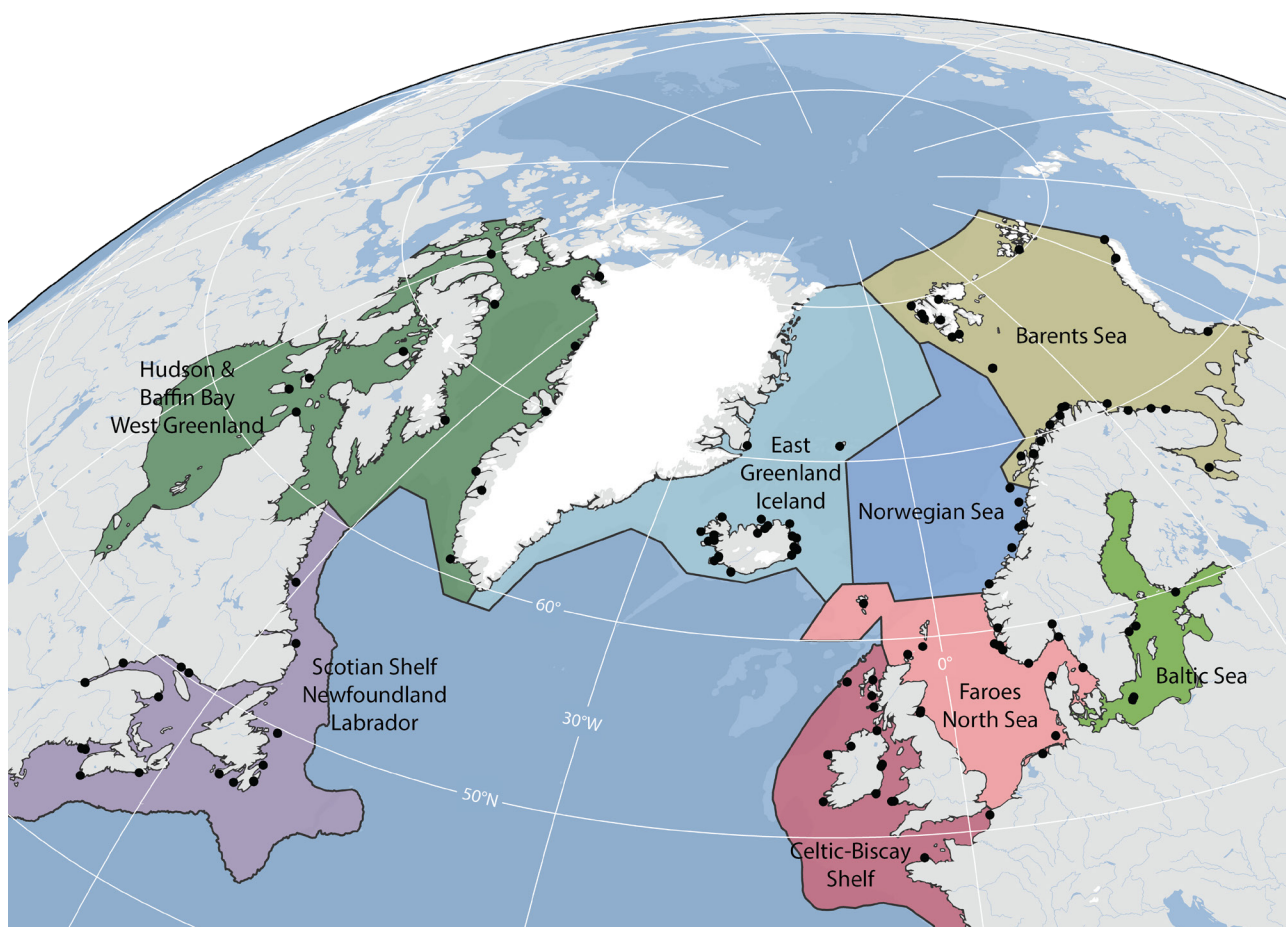 Barents Sea
Hudson &
Baffin Bay
West Greenland
East
Greenland
Iceland
Norwegian Sea
60°
0°
Scotian Shelf
Newfoundland
Labrador
Faroes
North Sea
Baltic Sea
30°W
50°N
Celtic-Biscay
Shelf